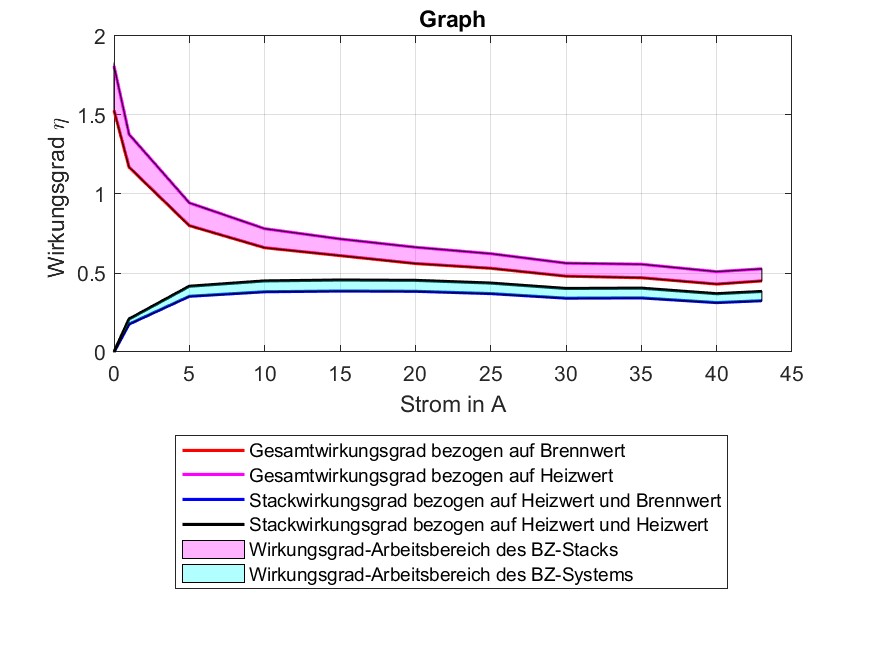 Graph
2
1.5
1
0.5
0
Wirkungsgrad η
0 5 10 15 20 25 30 35 40 45
Strom in A
Gesamtwirkungsgrad bezogen auf Brennwert
Gesamtwirkungsgrad bezogen auf Heizwert
Stackwirkungsgrad bezogen auf Heizwert und Brennwert
Stackwirkungsgrad bezogen auf Heizwert und Heizwert
Wirkungsgrad-Arbeitsbereich des BZ-Stacks
Wirkungsgrad-Arbeitsbereich des BZ-Systems